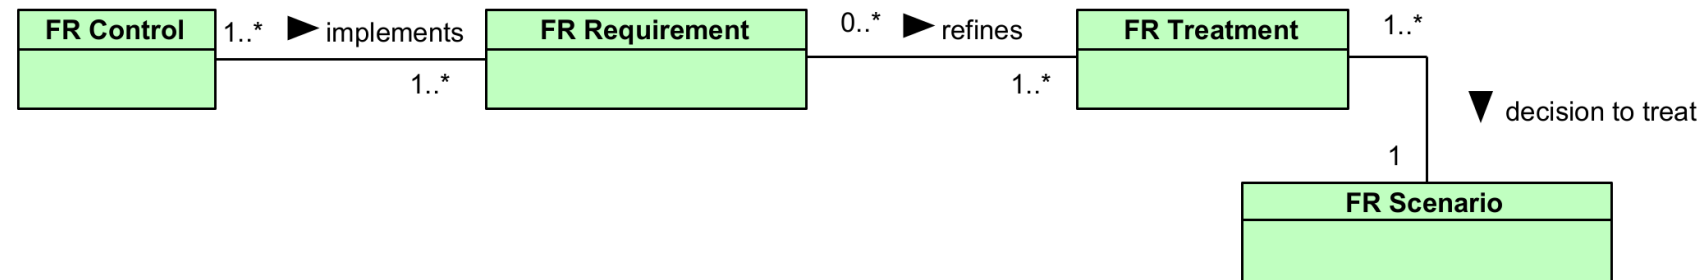 FR Control
1..*
implements
1..*
FR Requirement
0..*
refines
1..*
FR Treatment
1..*
decision to treat
1
FR Scenario